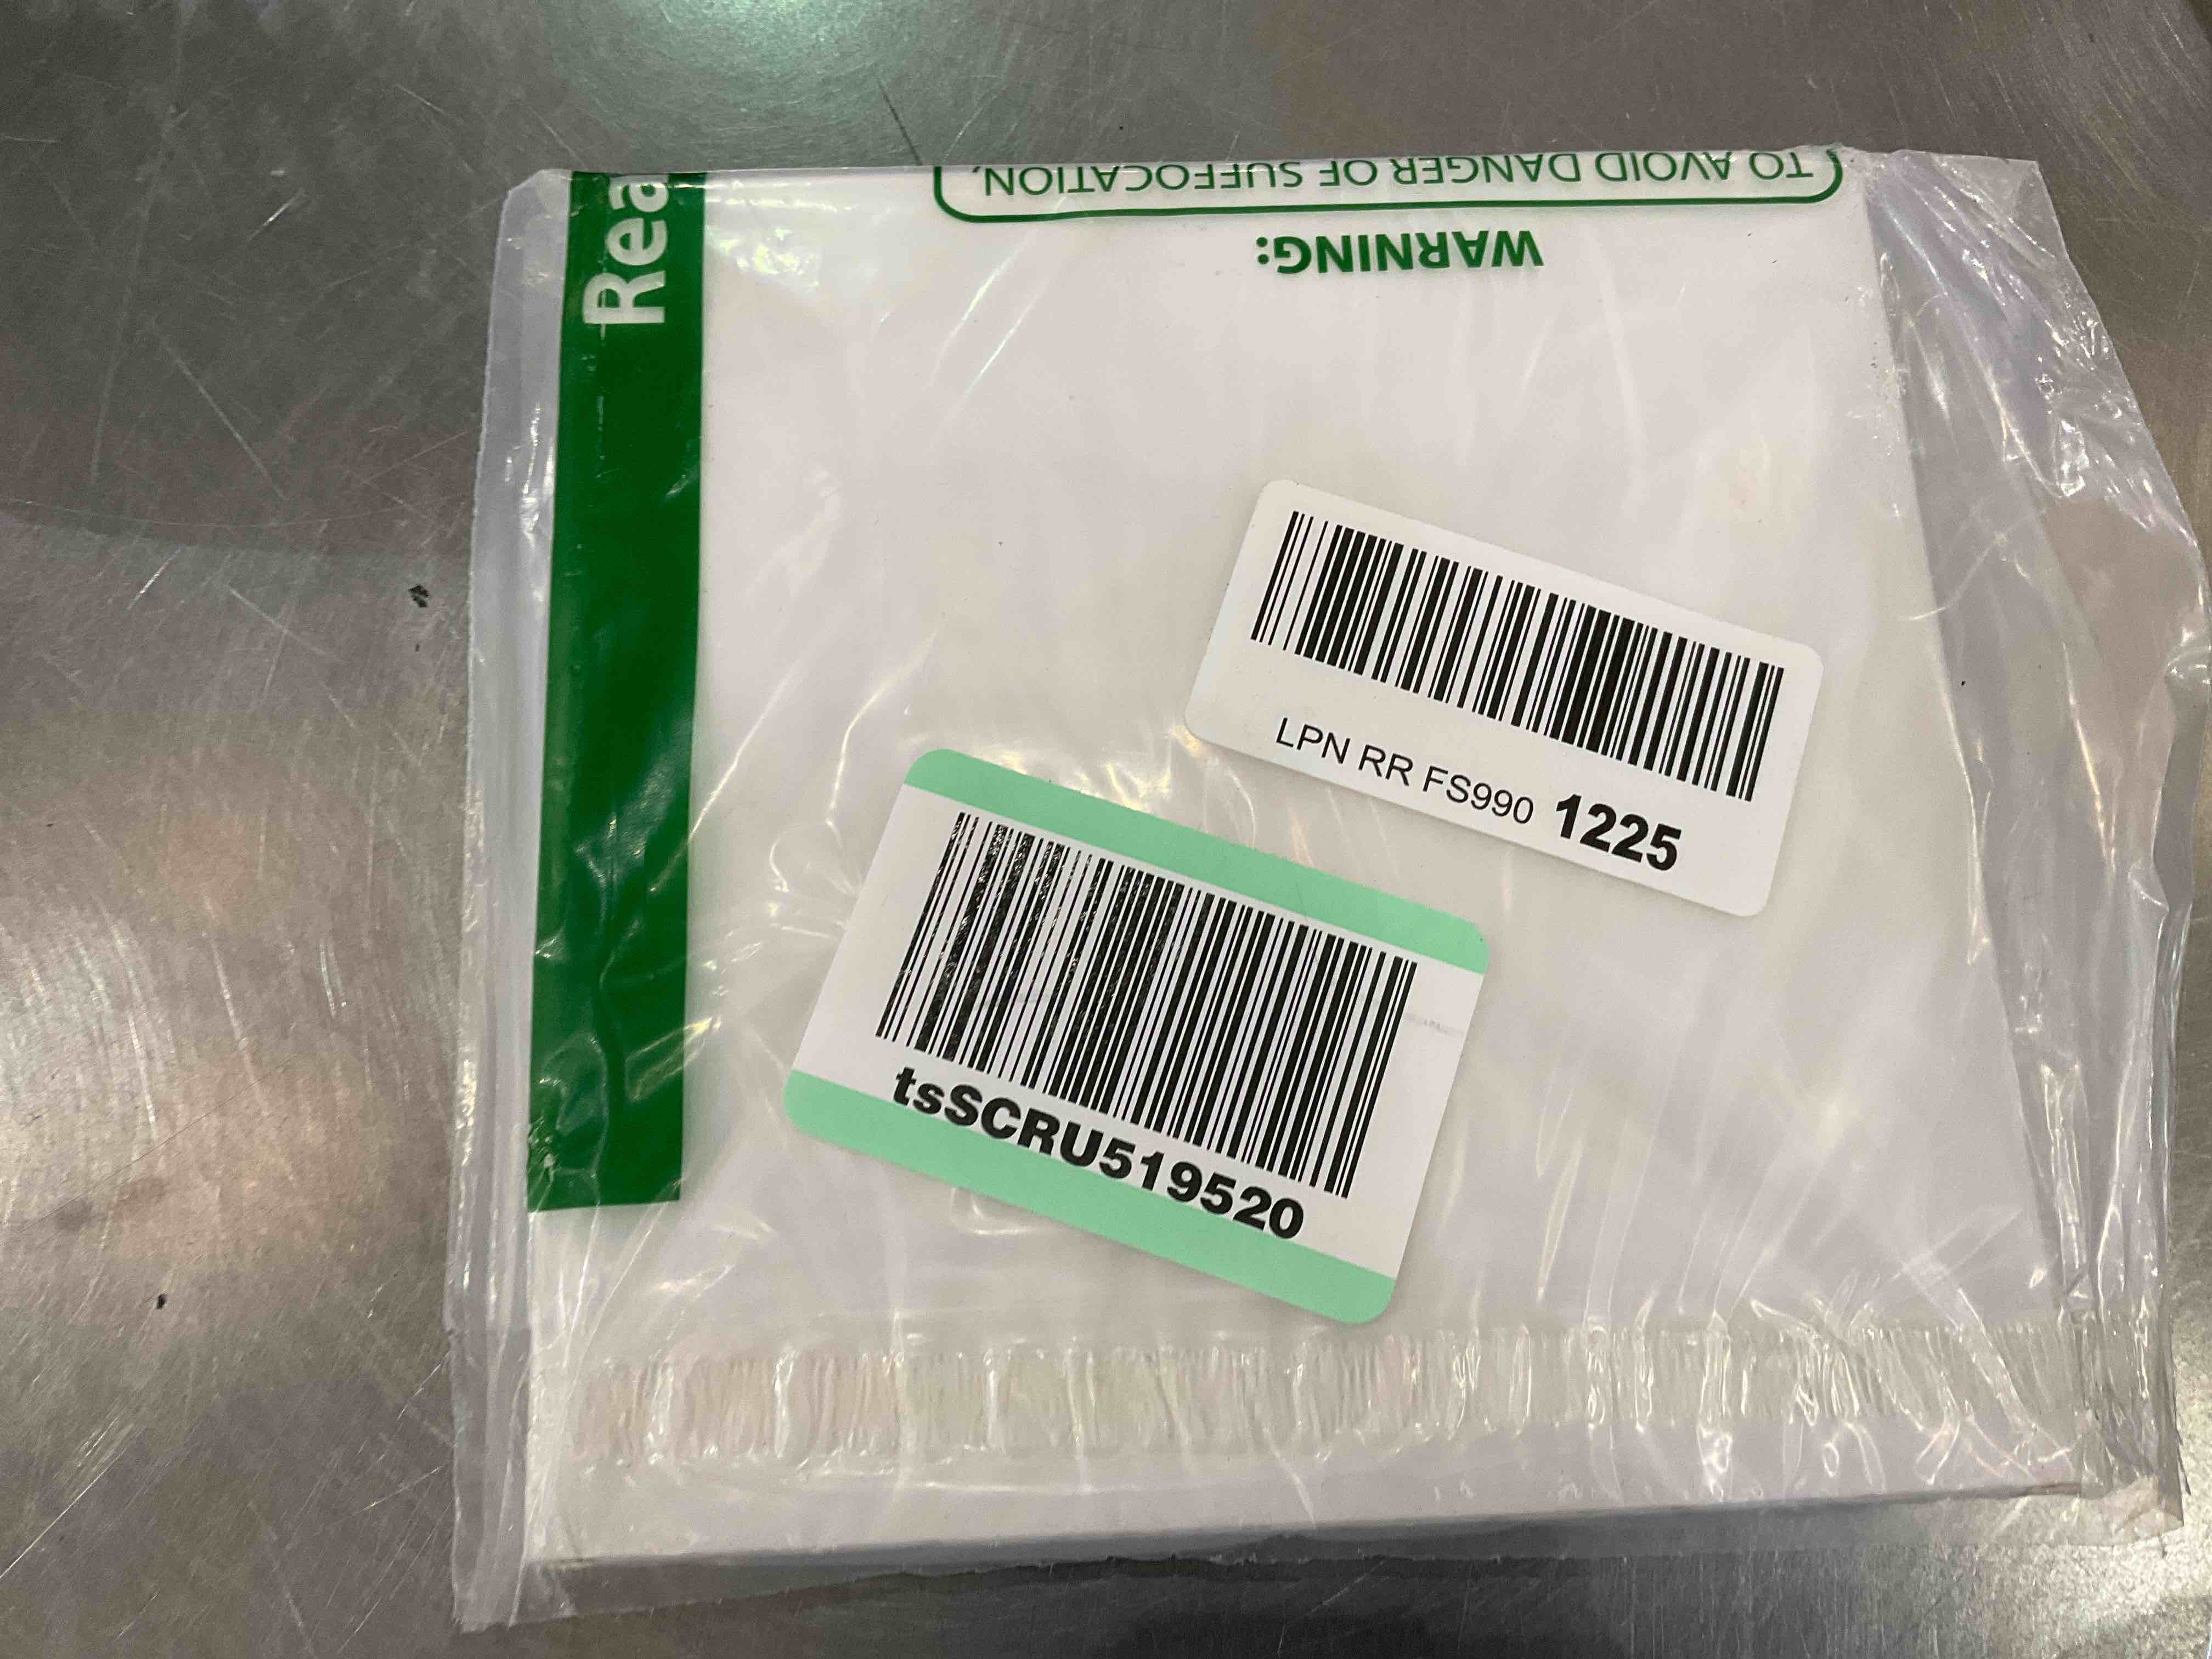 Rea
TO AVOID DANGER OF SUFFOCATION,
WARNING:
LPN RR FS990 1225
tsSCRU519520